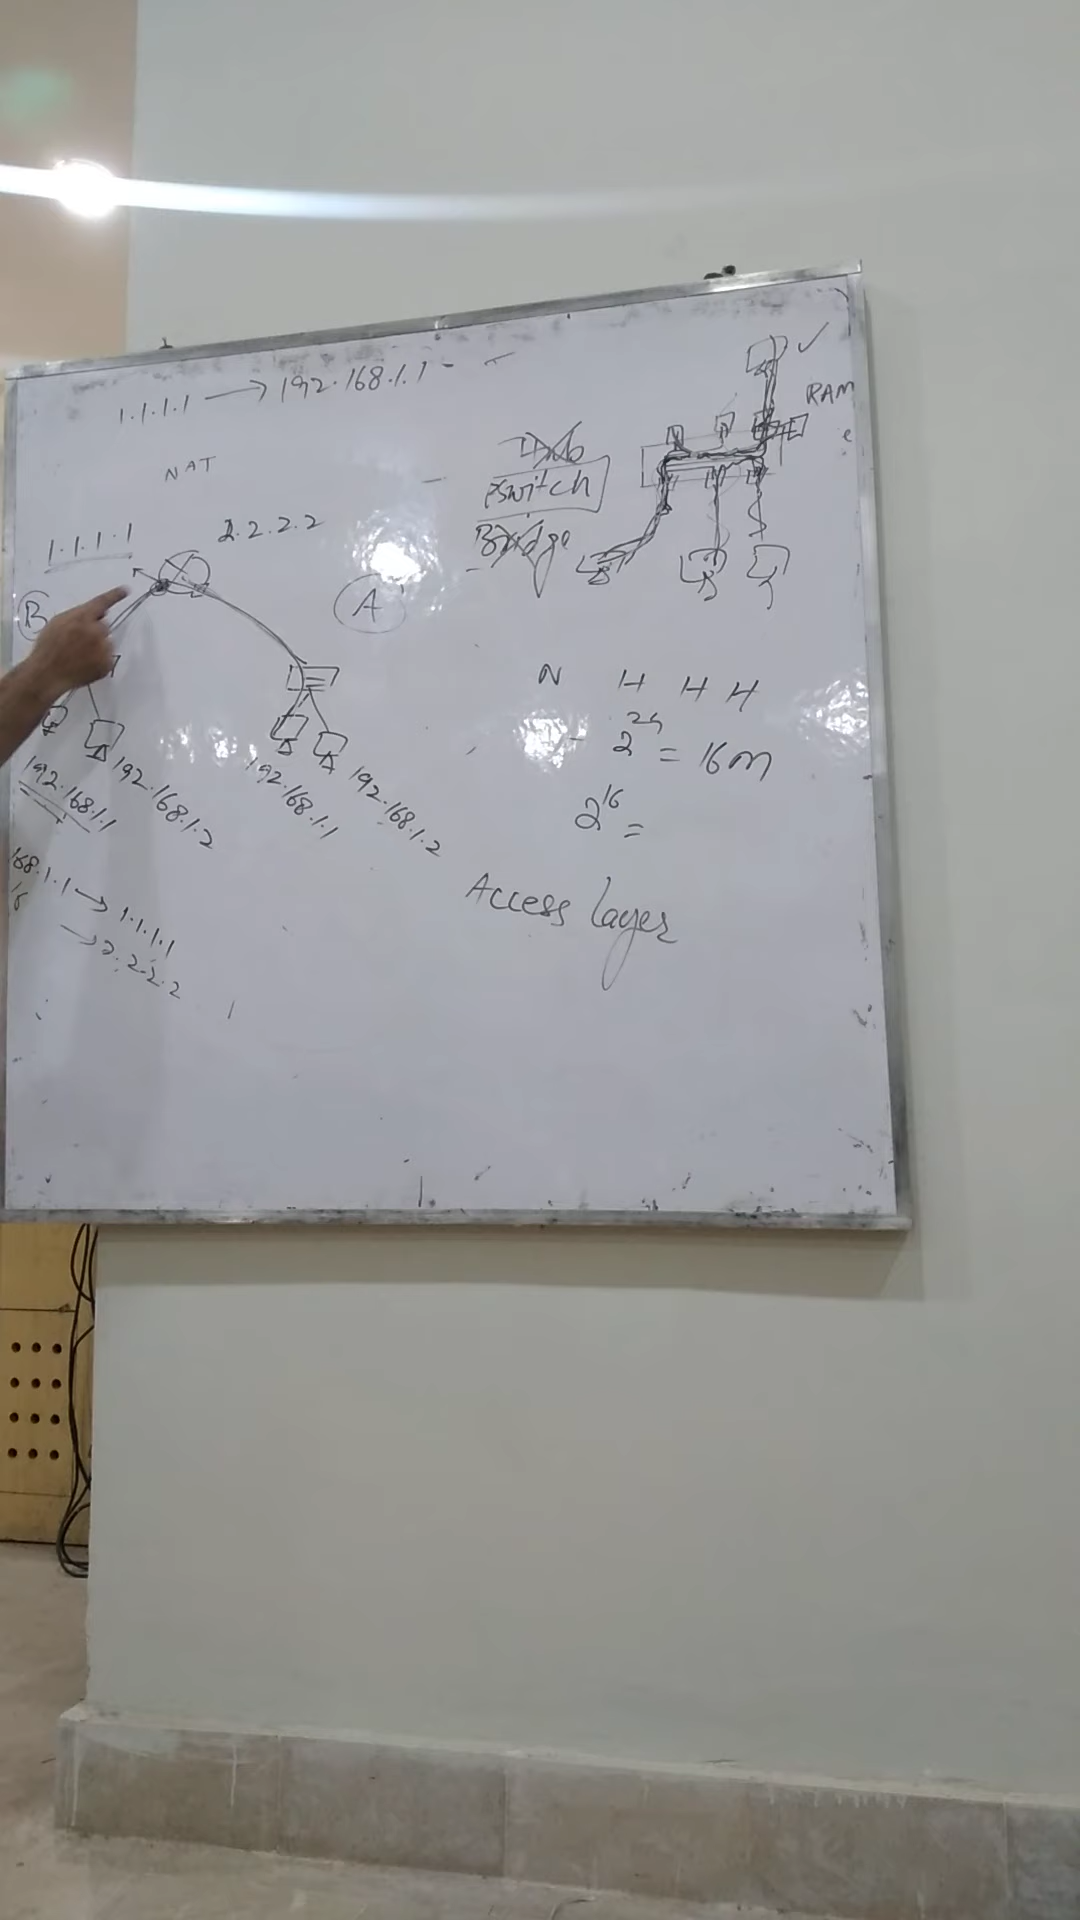 1.1.1.1 → 192.168.1.1
NAT
1.1.1.1
2.2.2.2
B
A
192.168.1.1
192.168.1.2
192.168.1.1
192.168.1.2
168.1.1 → 1.1.1.1
→ 2.2.2.2
Hub
Switch
Bridge
RAM
N H H H
2^24 = 16m
2^16 =
Access layer